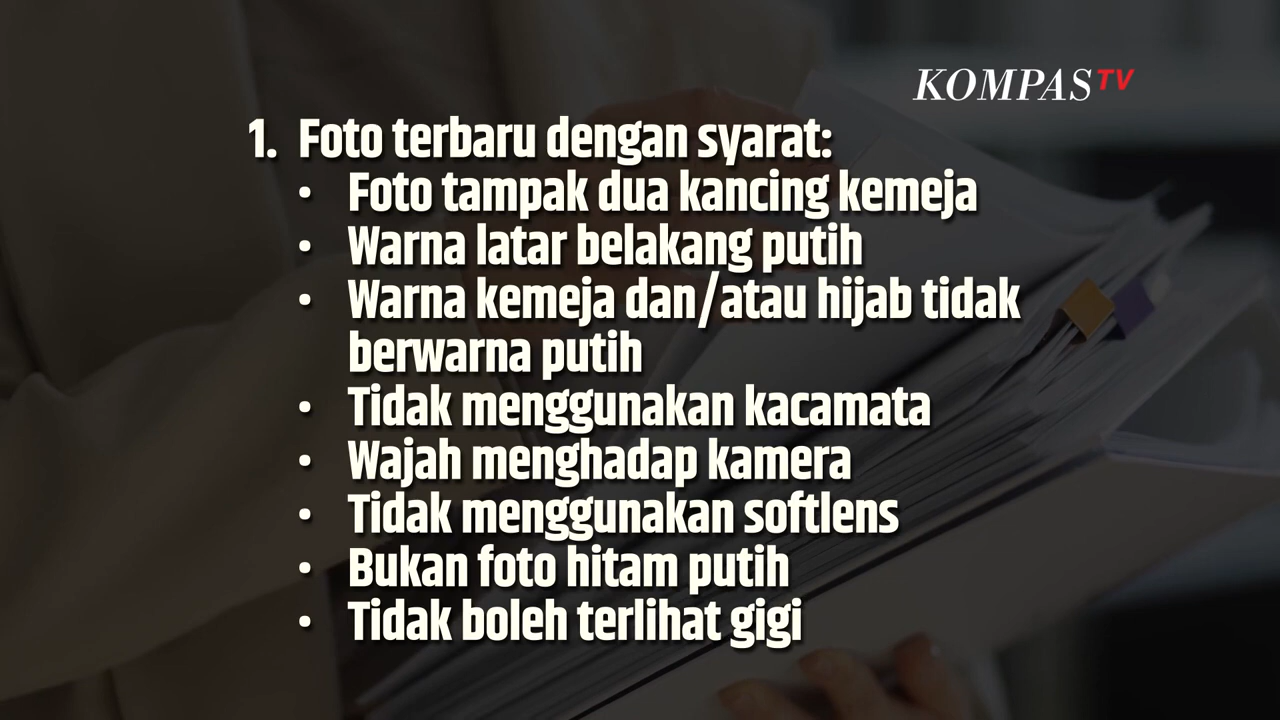 KOMPAS TV
1. Foto terbaru dengan syarat:
• Foto tampak dua kancing kemeja
• Warna latar belakang putih
• Warna kemeja dan/atau hijab tidak
berwarna putih
• Tidak menggunakan kacamata
• Wajah menghadap kamera
• Tidak menggunakan softlens
• Bukan foto hitam putih
• Tidak boleh terlihat gigi